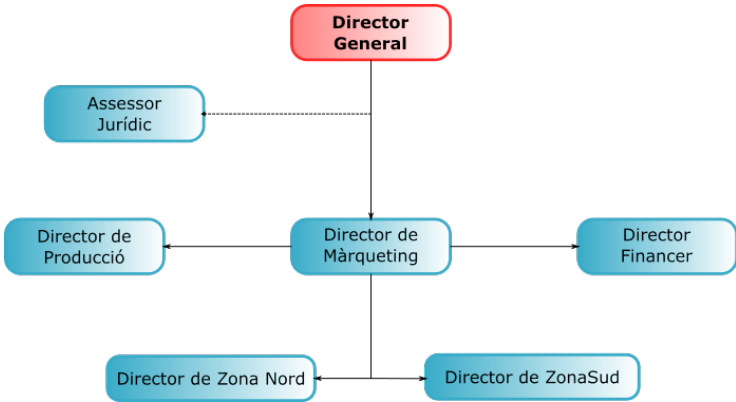 Director
General
Assessor
Jurídic
Director de
Producció
Director de
Màrqueting
Director
Financer
Director de Zona Nord
Director de ZonaSud